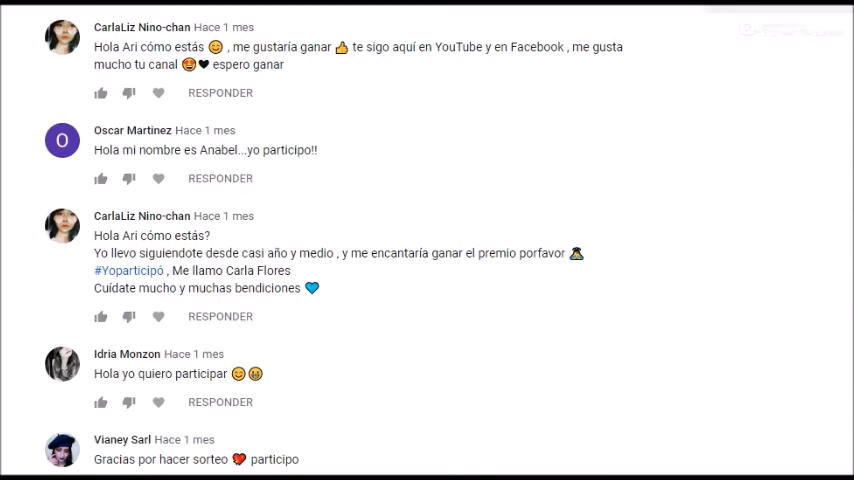 CarlaLiz Nino-chan Hace 1 mes
Hola Ari cómo estás 😊 , me gustaría ganar 👍 te sigo aquí en YouTube y en Facebook , me gusta
mucho tu canal 🤩🖤 espero ganar
RESPONDER
O
Oscar Martinez Hace 1 mes
Hola mi nombre es Anabel...yo participo!!
RESPONDER
CarlaLiz Nino-chan Hace 1 mes
Hola Ari cómo estás?
Yo llevo siguiendote desde casi año y medio , y me encantaría ganar el premio porfavor 🙇
#Yoparticipó , Me llamo Carla Flores
Cuídate mucho y muchas bendiciones 💙
RESPONDER
Idria Monzon Hace 1 mes
Hola yo quiero participar 😊😭
RESPONDER
Vianey Sarl Hace 1 mes
Gracias por hacer sorteo 💖 participo